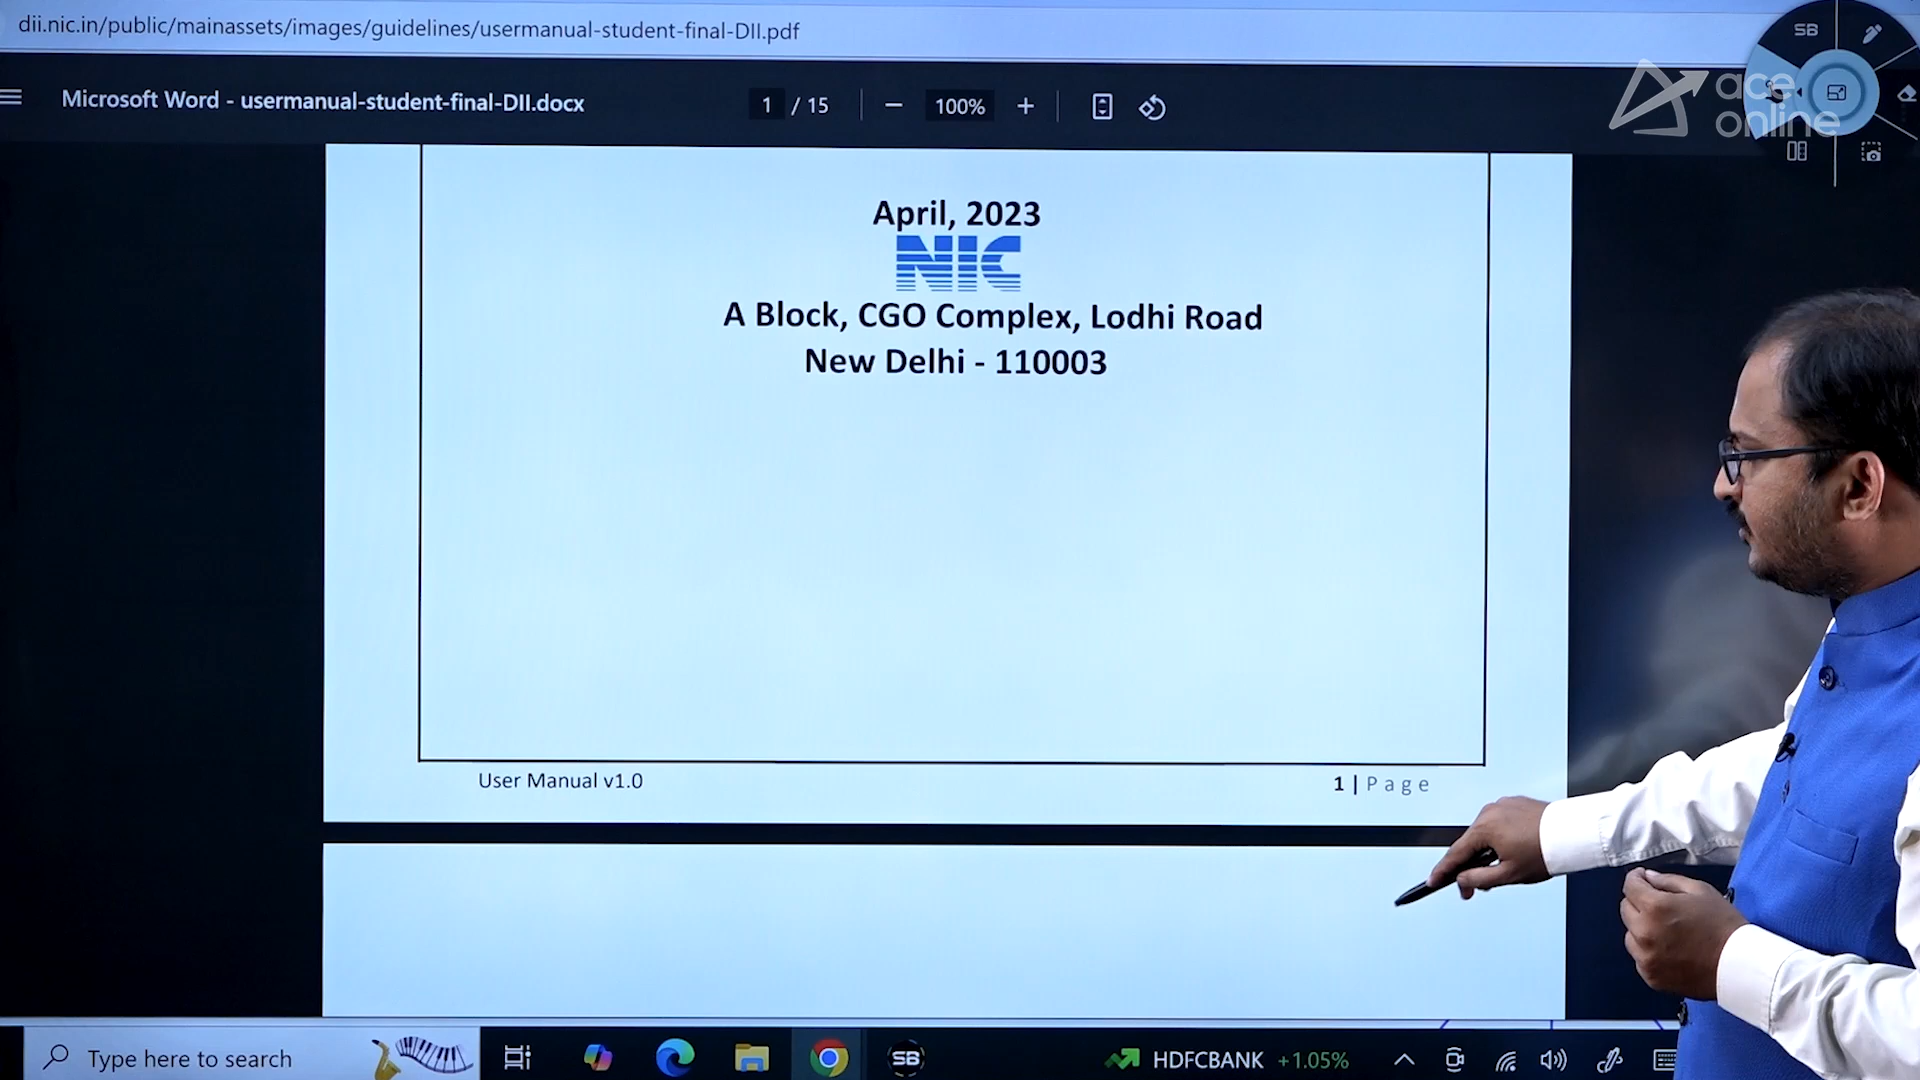 dii.nic.in/public/mainassets/images/guidelines/usermanual-student-final-DII.pdf
SB
Microsoft Word - usermanual-student-final-DII.docx
1 / 15
100%
ace
online
April, 2023
NIC
A Block, CGO Complex, Lodhi Road
New Delhi - 110003
User Manual v1.0
1 | Page
Type here to search
SB
HDFCBANK +1.05%